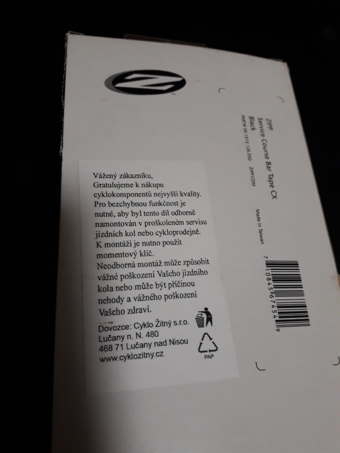 Z
Vážený zákazníku,
Gratulujeme k nákupu
cyklokomponentů nejvyšší kvality.
Pro bezchybnou funkčnost je
nutné, aby byl tento díl odborně
namontován v proškoleném servisu
jízdních kol nebo cykloprodejně.
K montáži je nutno použít
momentový klíč.
Neodborná montáž může způsobit
vážné poškození Vašeho jízdního
kola nebo může být příčinou
nehody a vážného poškození
Vašeho zdraví.
Dovozce: Cyklo Žitný s.r.o.
Lučany n. N. 480
468 71 Lučany nad Nisou
www.cyklozitny.cz
PAP
ZIPP
Service Course Bar Tape CX
Black
Made in Taiwan